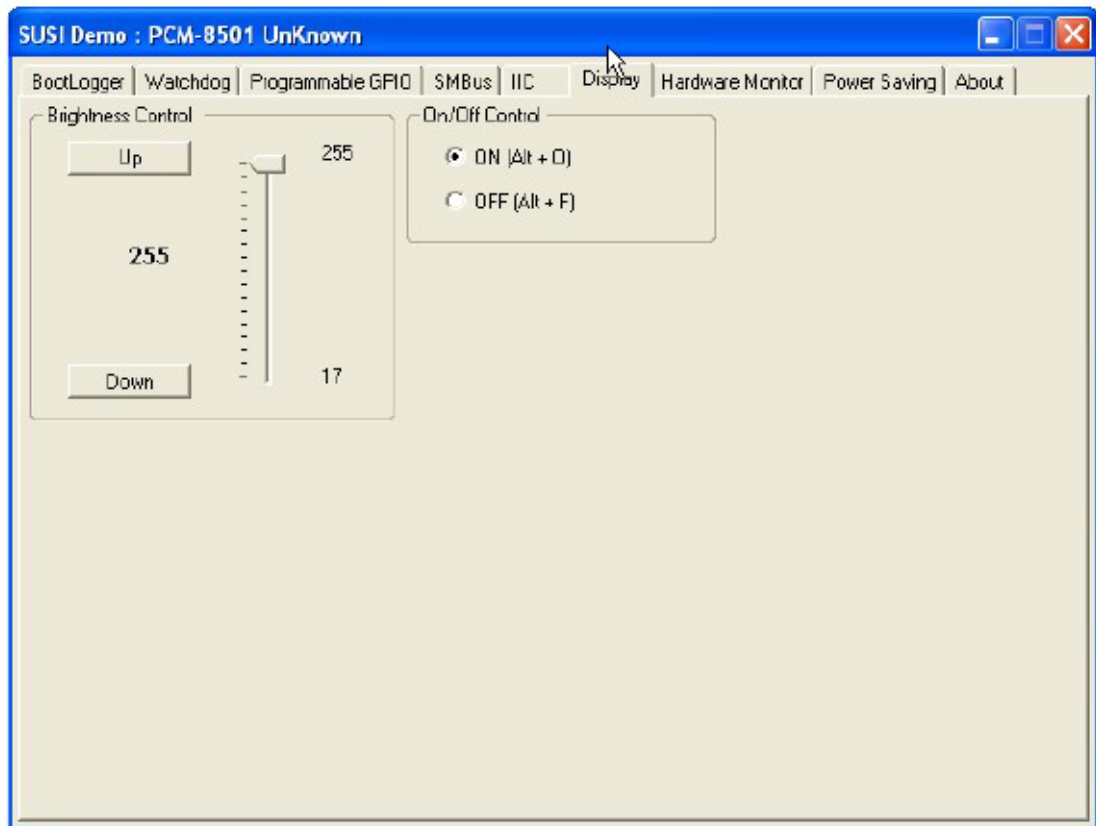 SUSI Demo : PCM-8501 UnKnown
BootLogger Watchdog Programmable GPIO SMBus IIC Display Hardware Monitor Power Saving About
Brightness Control
Up
255
255
Down
17
On/Off Control
ON (Alt + O)
OFF (Alt + F)